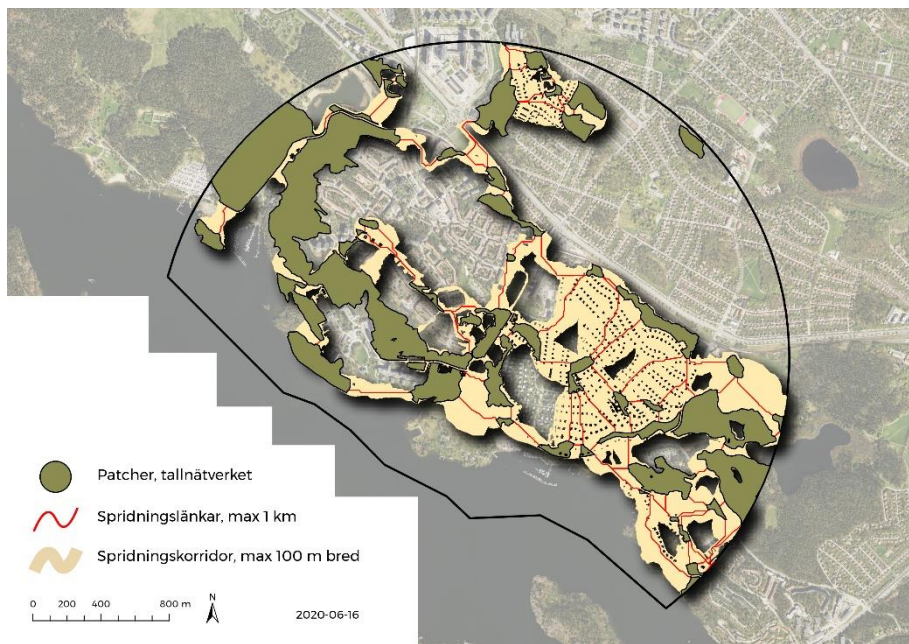 Patcher, tallnätverket
Spridningslänkar, max 1 km
Spridningskorridor, max 100 m bred
0 200 400 800 m
N
2020-06-16